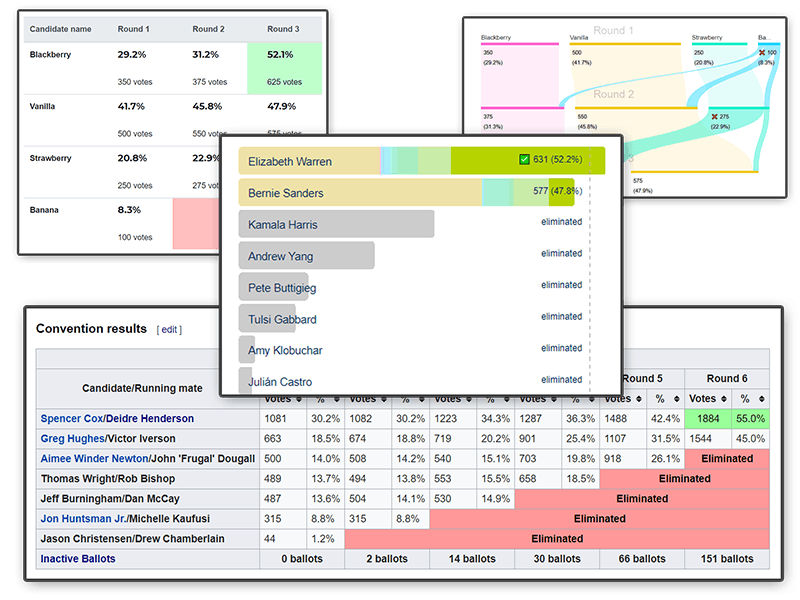 Candidate name Round 1 Round 2 Round 3
Blackberry 29.2% 31.2% 52.1%
350 votes 375 votes 625 votes
Vanilla 41.7% 45.8% 47.9%
500 votes 550 votes 575 votes
Strawberry 20.8% 22.9%
250 votes 275
Banana 8.3%
100 votes
Round 1
Blackberry Vanilla Strawberry Ba...
350 500 250 100
(29.2%) (41.7%) (20.8%) (8.3%)
Round 2
375 550 275
(31.3%) (45.8%) (22.9%)
3
575
(47.9%)
Elizabeth Warren 631 (52.2%)
Bernie Sanders 577 (47.8%)
Kamala Harris eliminated
Andrew Yang eliminated
Pete Buttigieg eliminated
Tulsi Gabbard eliminated
Amy Klobuchar eliminated
Julián Castro eliminated
Convention results [ edit ]
Candidate/Running mate Round 5 Round 6
Votes % Votes % Votes % Votes % Votes % Votes %
Spencer Cox/Deidre Henderson 1081 30.2% 1082 30.2% 1223 34.3% 1287 36.3% 1488 42.4% 1884 55.0%
Greg Hughes/Victor Iverson 663 18.5% 674 18.8% 719 20.2% 901 25.4% 1107 31.5% 1544 45.0%
Aimee Winder Newton/John 'Frugal' Dougall 500 14.0% 508 14.2% 540 15.1% 703 19.8% 918 26.1% Eliminated
Thomas Wright/Rob Bishop 489 13.7% 494 13.8% 553 15.5% 658 18.5% Eliminated
Jeff Burningham/Dan McCay 487 13.6% 504 14.1% 530 14.9% Eliminated
Jon Huntsman Jr./Michelle Kaufusi 315 8.8% 315 8.8% Eliminated
Jason Christensen/Drew Chamberlain 44 1.2% Eliminated
Inactive Ballots 0 ballots 2 ballots 14 ballots 30 ballots 66 ballots 151 ballots